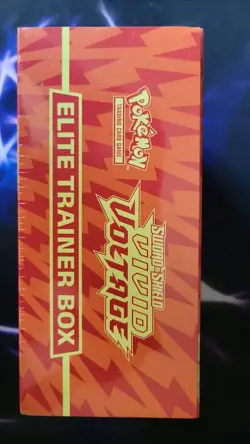 POKÉMON
TRADING CARD GAME
SWORD & SHIELD
VIVID
VOLTAGE
ELITE TRAINER BOX